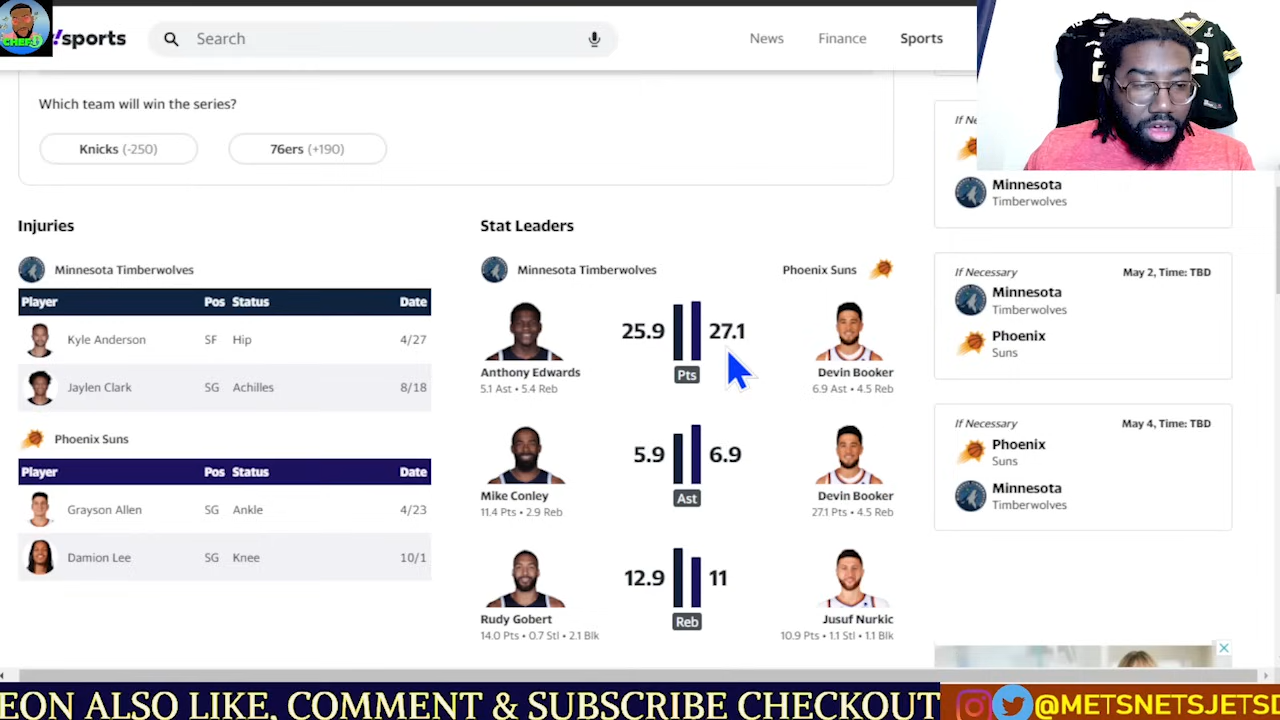 !sports
Search
News
Finance
Sports
Which team will win the series?
Knicks (-250)
76ers (+190)
Injuries
Minnesota Timberwolves
Player Pos Status Date
Kyle Anderson SF Hip 4/27
Jaylen Clark SG Achilles 8/18
Phoenix Suns
Player Pos Status Date
Grayson Allen SG Ankle 4/23
Damion Lee SG Knee 10/1
Stat Leaders
Minnesota Timberwolves Phoenix Suns
25.9 27.1
Pts
Anthony Edwards Devin Booker
5.1 Ast • 5.4 Reb 6.9 Ast • 4.5 Reb
5.9 6.9
Ast
Mike Conley Devin Booker
11.4 Pts • 2.9 Reb 27.1 Pts • 4.5 Reb
12.9 11
Reb
Rudy Gobert Jusuf Nurkic
14.0 Pts • 0.7 Stl • 2.1 Blk 10.9 Pts • 1.1 Stl • 1.1 Blk
If Ne
Minnesota
Timberwolves
If Necessary May 2, Time: TBD
Minnesota
Timberwolves
Phoenix
Suns
If Necessary May 4, Time: TBD
Phoenix
Suns
Minnesota
Timberwolves
EON ALSO LIKE, COMMENT & SUBSCRIBE CHECKOUT
@METSNETSJETSL